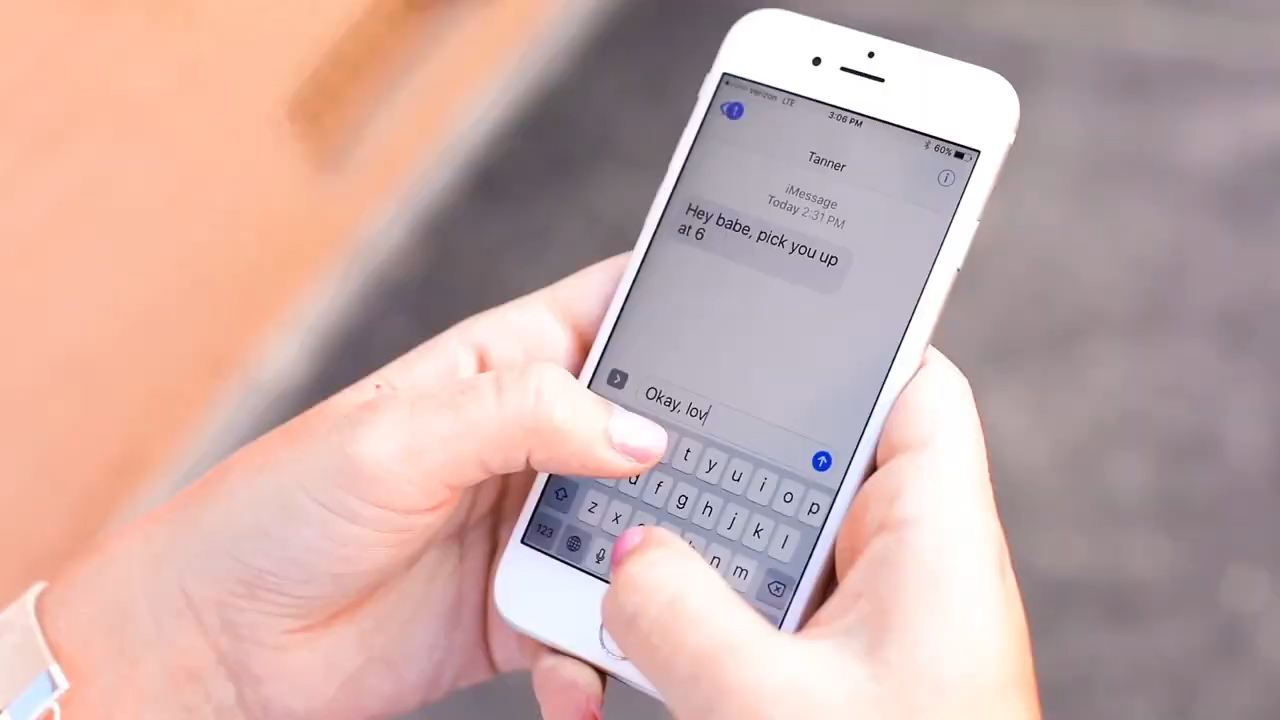 verizon LTE
3:06 PM
60%
Tanner
iMessage
Today 2:31 PM
Hey babe, pick you up
at 6
Okay, lov
t y u i o p
d f g h j k l
z x n m
123